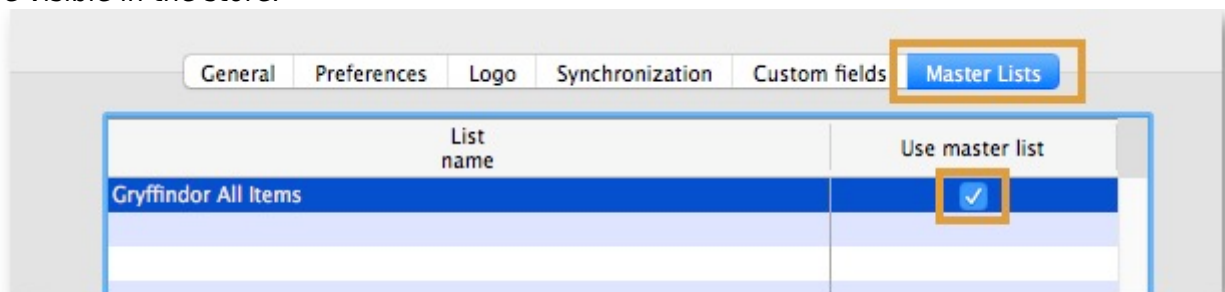 visible in the store.
General Preferences Logo Synchronization Custom fields Master Lists
List
name
Use master list
Gryffindor All Items